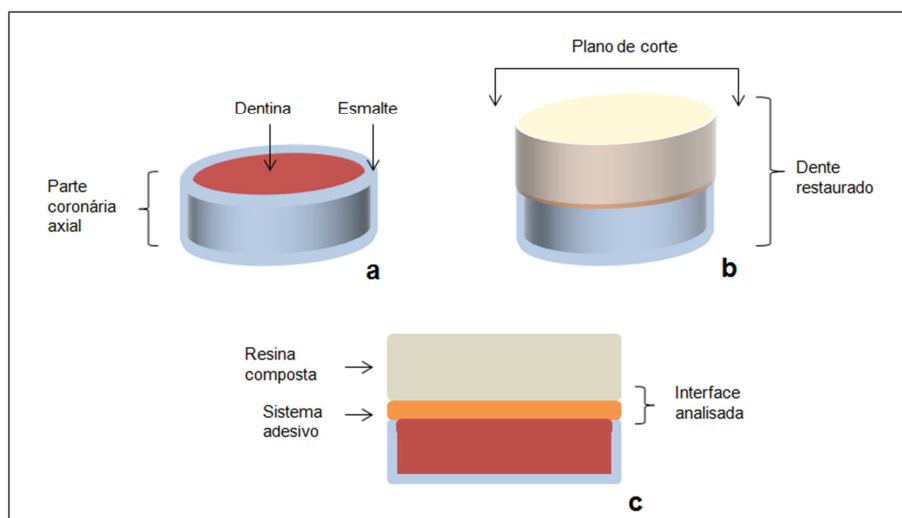 Dentina
Esmalte
Parte
coronária
axial
a
Plano de corte
Dente
restaurado
b
Resina
composta
Sistema
adesivo
Interface
analisada
c